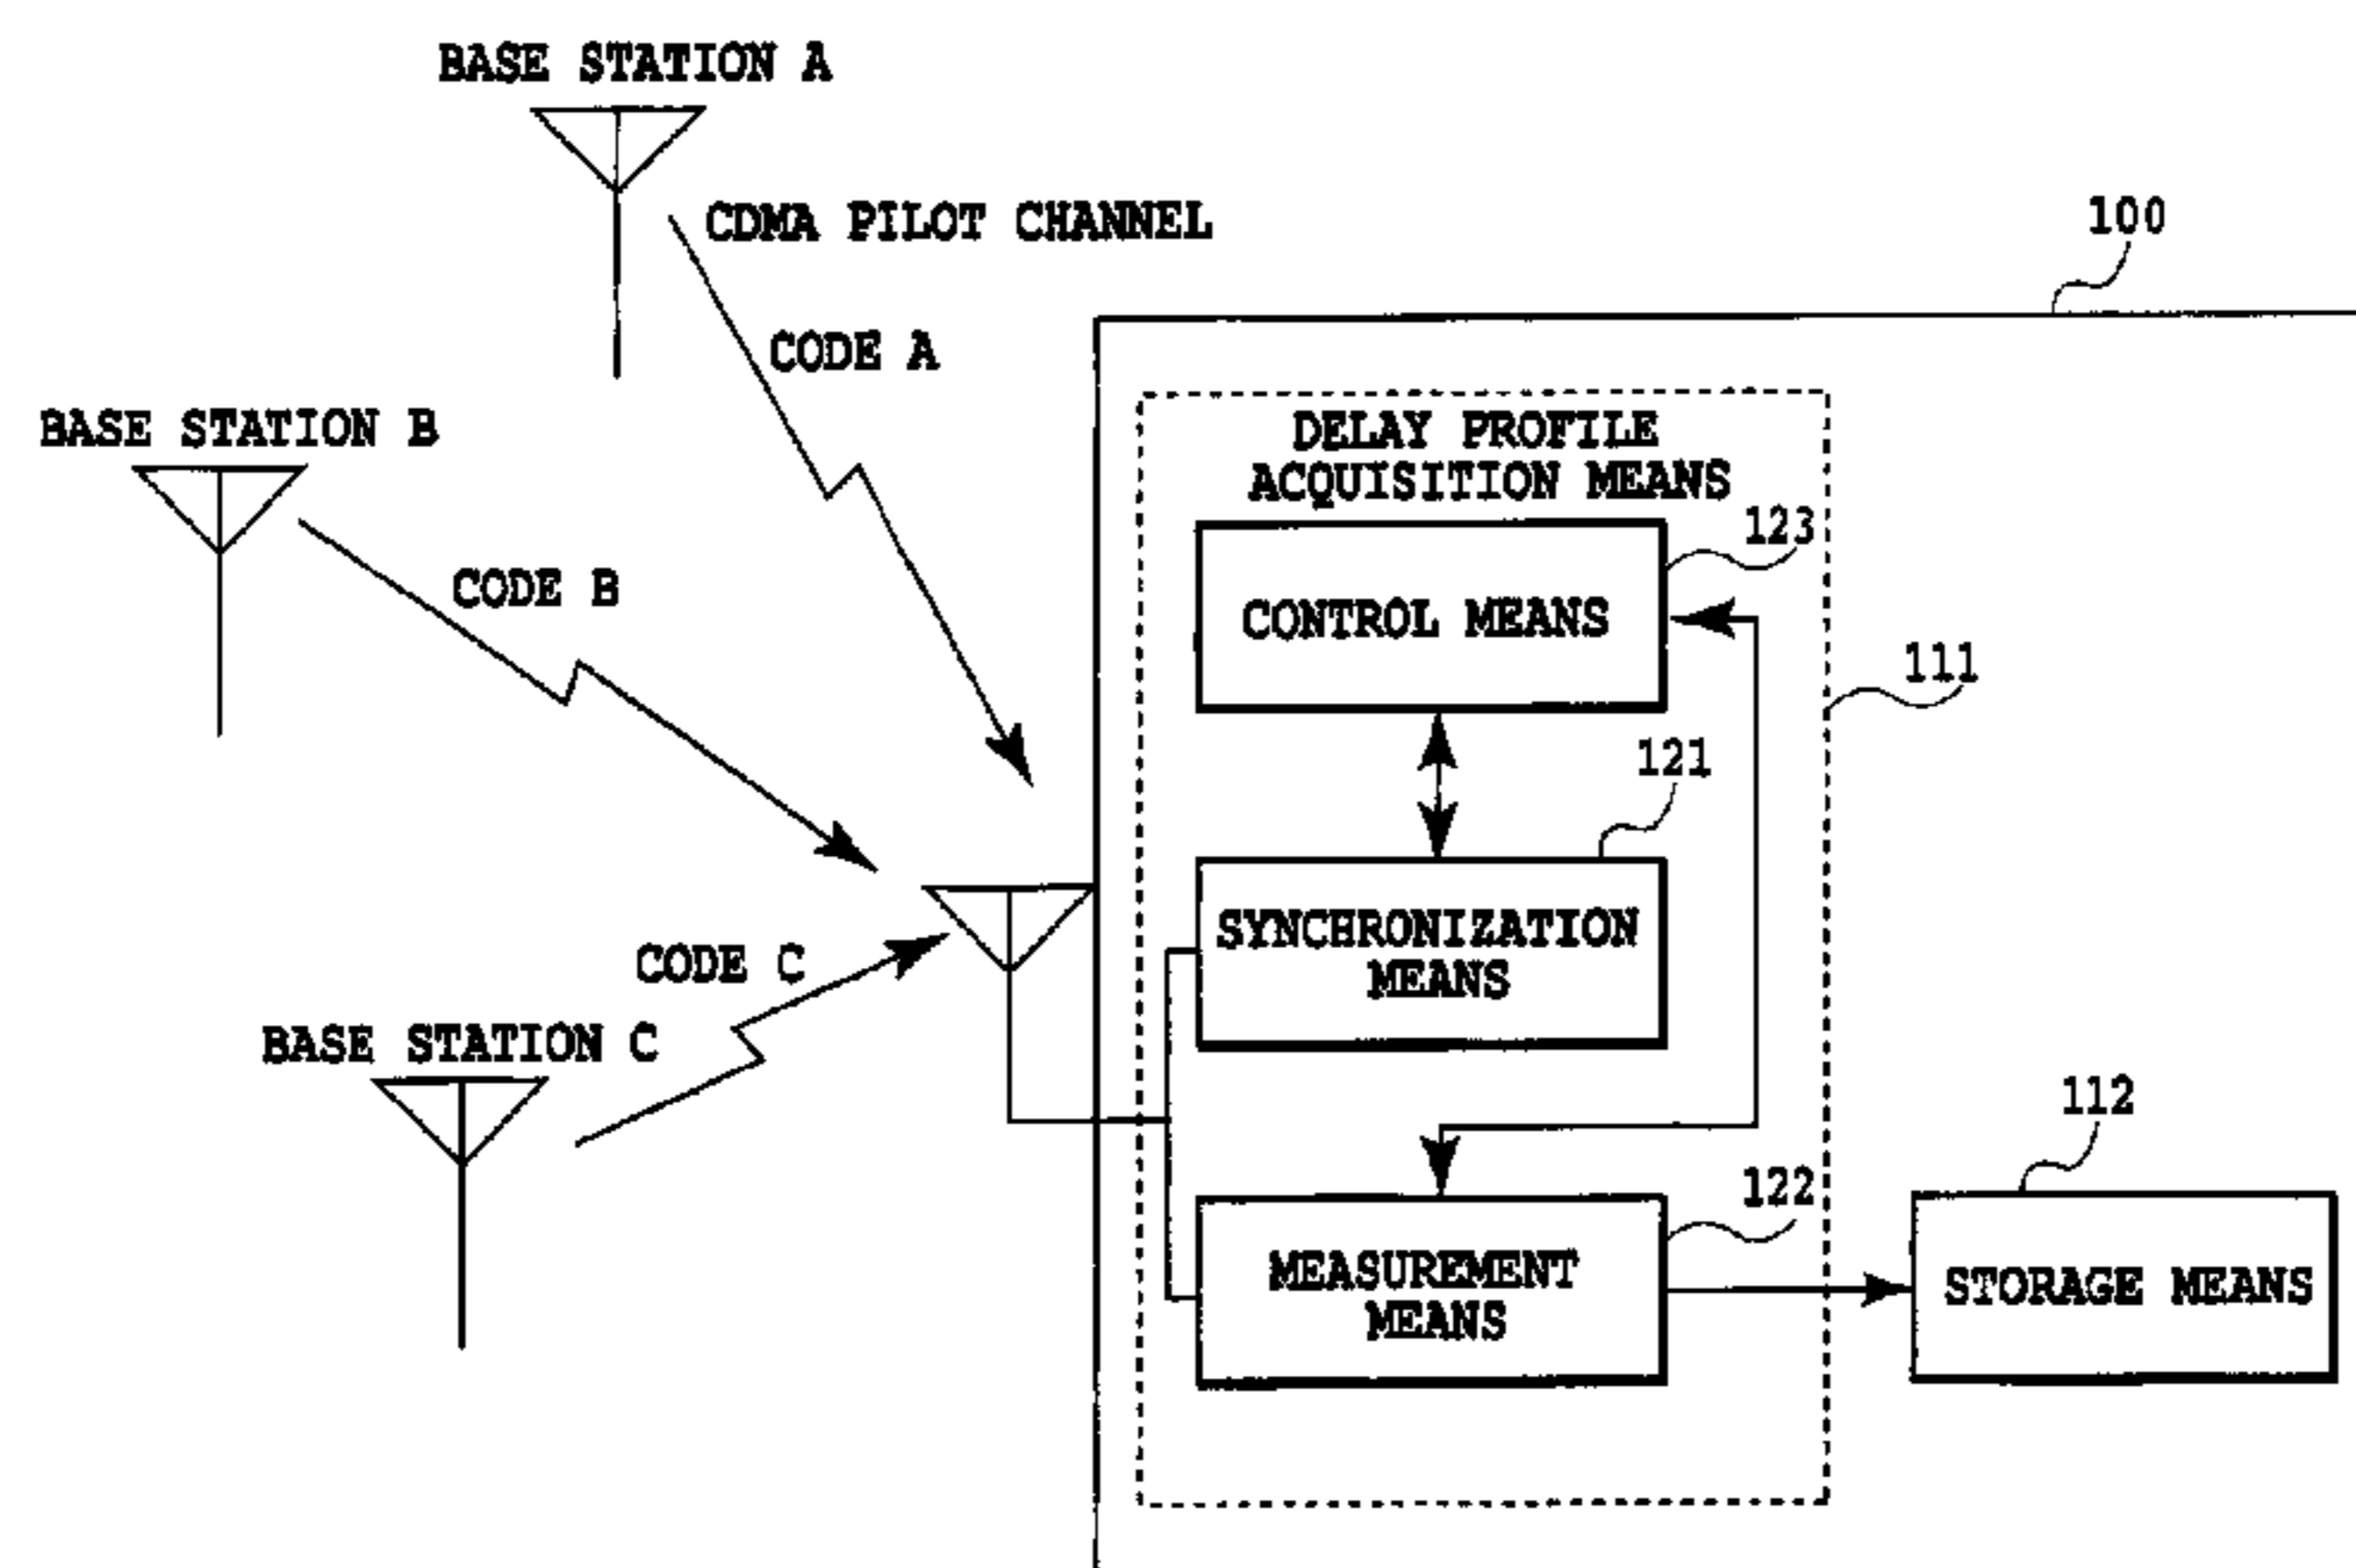 BASE STATION A
CDMA PILOT CHANNEL
100
CODE A
BASE STATION B
DELAY PROFILE
ACQUISITION MEANS
123
CODE B
CONTROL MEANS
111
121
SYNCHRONIZATION
MEANS
CODE C
BASE STATION C
112
122
MEASUREMENT
MEANS
STORAGE MEANS